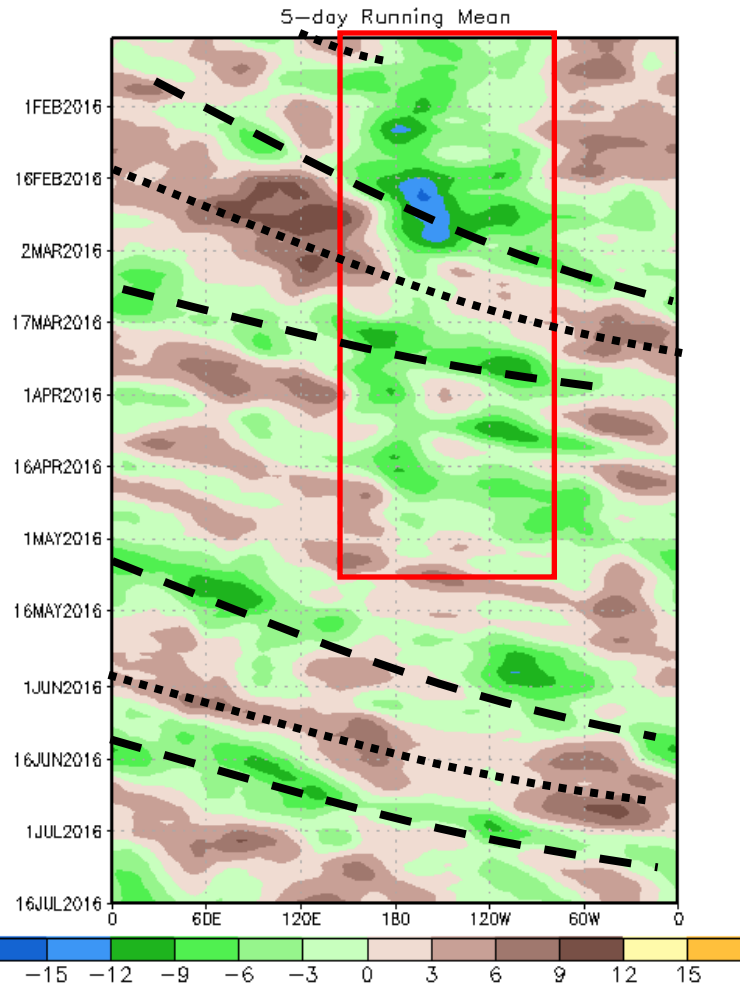 5-day Running Mean
1FEB2016
16FEB2016
2MAR2016
17MAR2016
1APR2016
16APR2016
1MAY2016
16MAY2016
1JUN2016
16JUN2016
1JUL2016
16JUL2016
0 60E 120E 180 120W 60W 0
−15 −12 −9 −6 −3 0 3 6 9 12 15